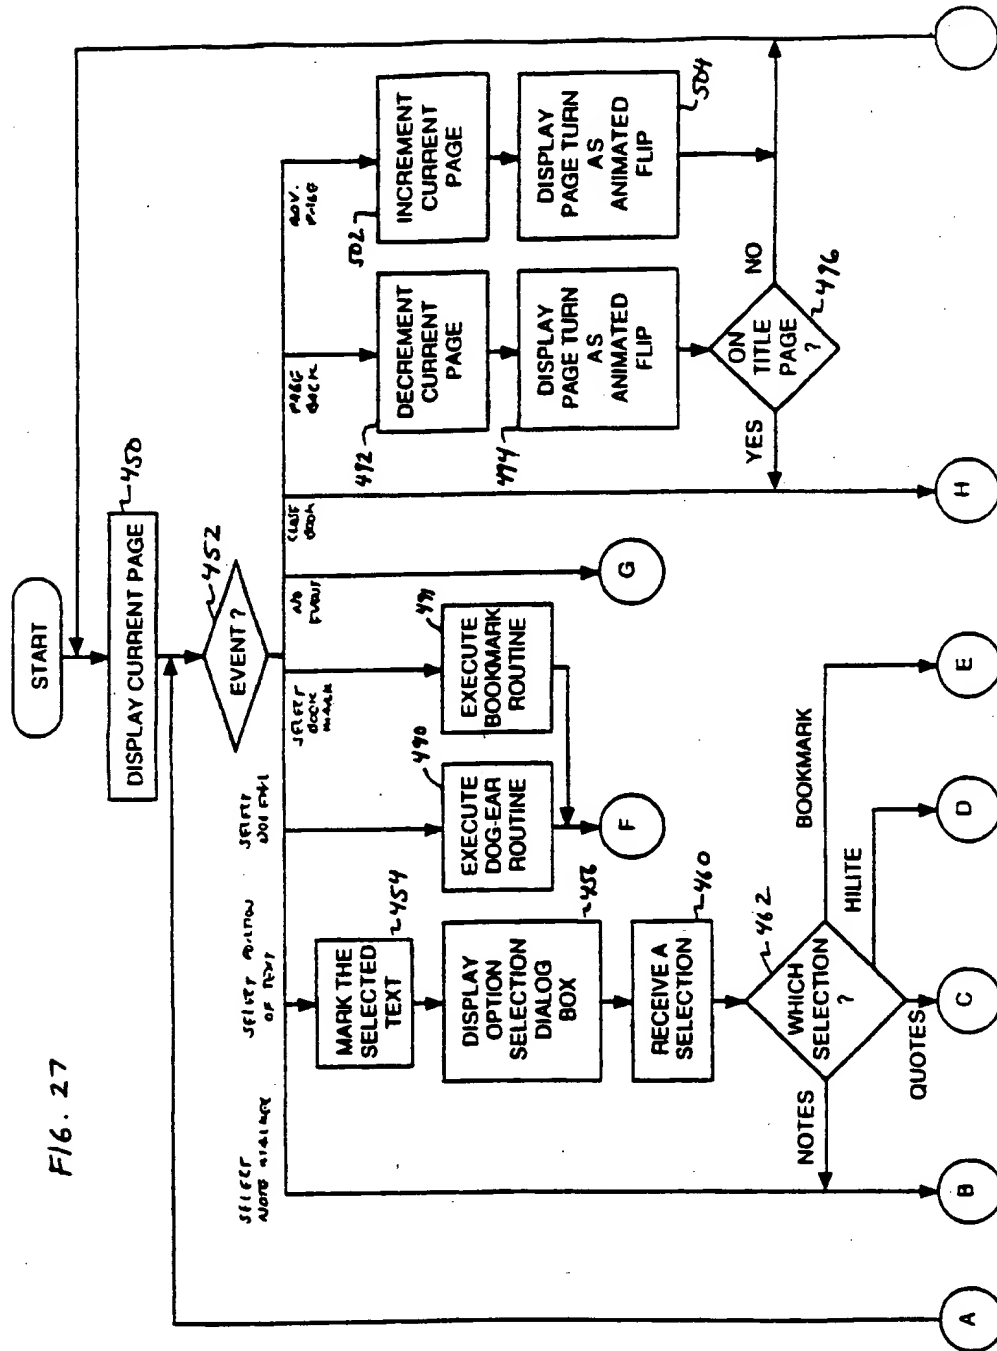 FIG. 27
START
DISPLAY CURRENT PAGE
450
EVENT ?
452
SELECT
NOTE
SELECT PORTION
OF TEXT
SELECT
SELECT
BOOK
MARK
NO
EVENT
CLOSE
BOOK
PAGE
BACK
ADV.
PAGE
MARK THE
SELECTED
TEXT
454
DISPLAY
OPTION
SELECTION
DIALOG
BOX
456
RECEIVE A
SELECTION
460
WHICH
SELECTION
?
462
NOTES
QUOTES
HILITE
BOOKMARK
EXECUTE
DOG-EAR
ROUTINE
490
EXECUTE
BOOKMARK
ROUTINE
491
DECREMENT
CURRENT
PAGE
492
DISPLAY
PAGE TURN
AS
ANIMATED
FLIP
494
ON
TITLE
PAGE
?
496
YES
NO
INCREMENT
CURRENT
PAGE
502
DISPLAY
PAGE TURN
AS
ANIMATED
FLIP
504
A
B
C
D
E
F
G
H